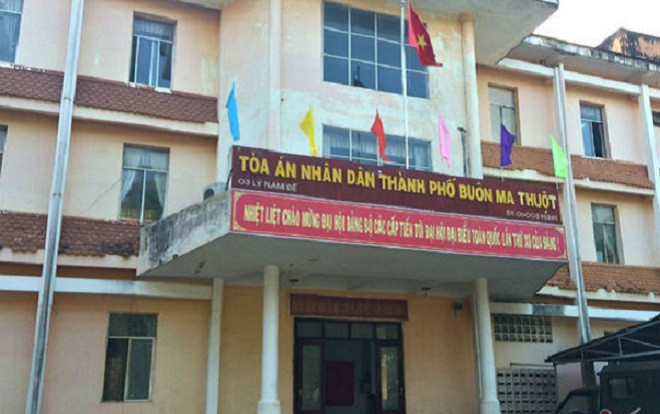 TÒA ÁN NHÂN DÂN THÀNH PHỐ BUÔN MA THUỘT
03 LÝ NAM ĐẾ
NHIỆT LIỆT CHÀO MỪNG ĐẠI HỘI ĐẢNG BỘ CÁC CẤP TIẾN TỚI ĐẠI HỘI ĐẠI BIỂU TOÀN QUỐC LẦN THỨ XII CỦA ĐẢNG!